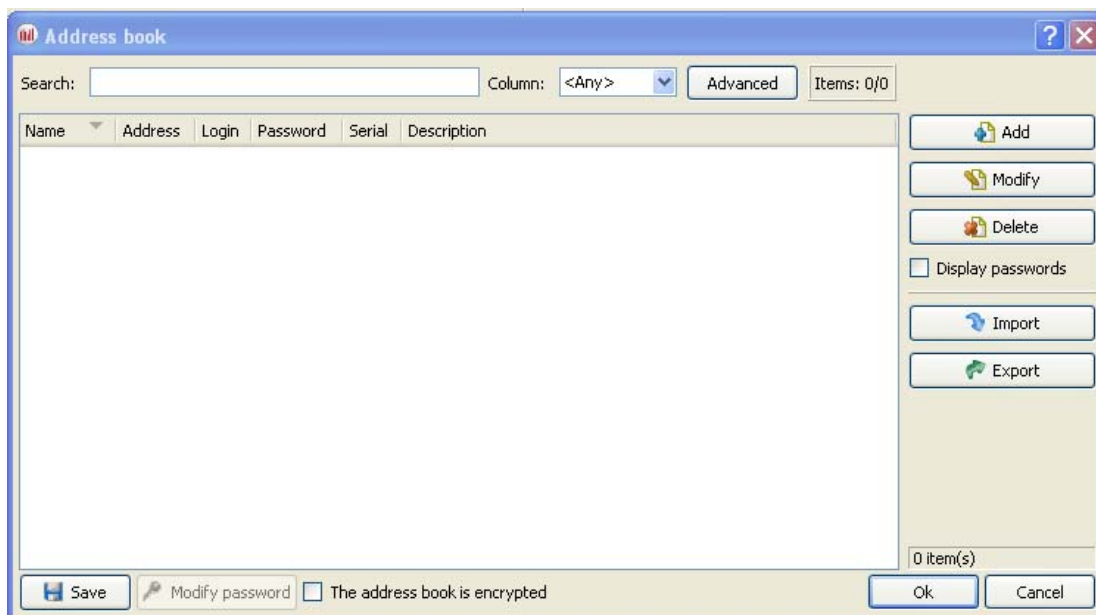 Address book
Search: Column: <Any> Advanced Items: 0/0
Name Address Login Password Serial Description
Add
Modify
Delete
Display passwords
Import
Export
0 item(s)
Save Modify password The address book is encrypted Ok Cancel